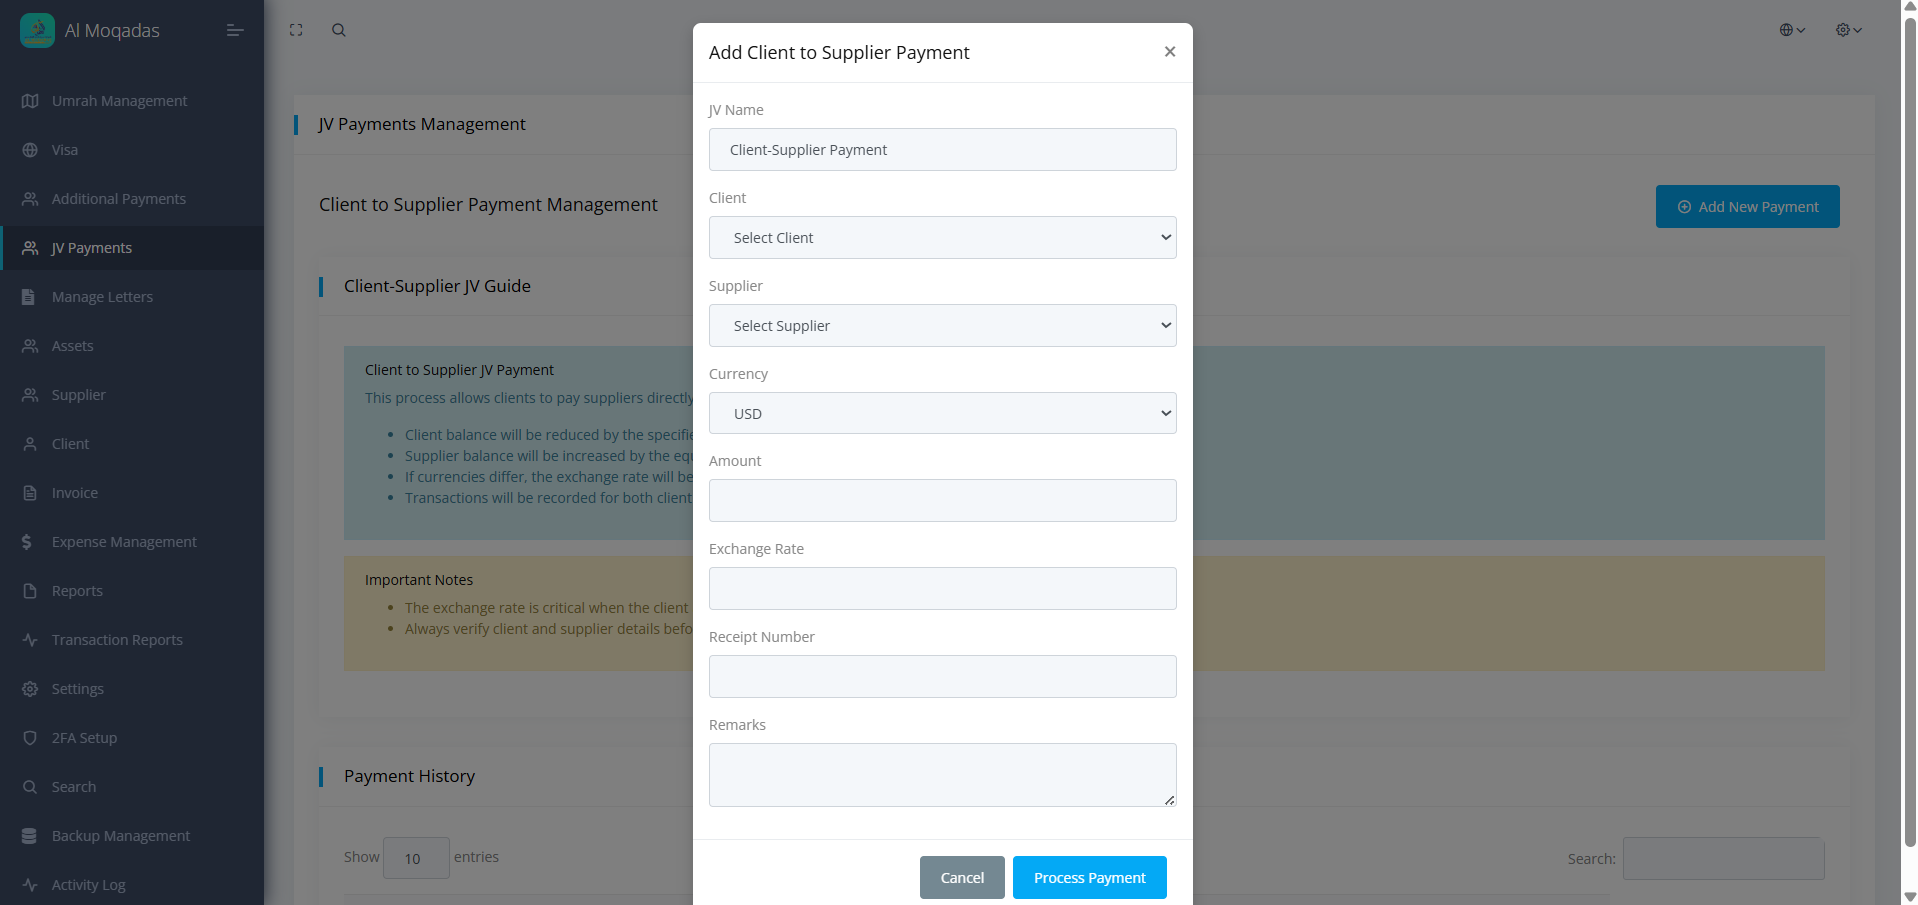 Al Moqadas
Umrah Management
Visa
Additional Payments
JV Payments
Manage Letters
Assets
Supplier
Client
Invoice
Expense Management
Reports
Transaction Reports
Settings
2FA Setup
Search
Backup Management
Activity Log
JV Payments Management
Client to Supplier Payment Management
Add New Payment
Client-Supplier JV Guide
Client to Supplier JV Payment
This process allows clients to pay suppliers directly
Client balance will be reduced by the
Supplier balance will be increased by the
If currencies differ, the exchange rate will be
Transactions will be recorded for both client
Important Notes
The exchange rate is critical when the client
Always verify client and supplier details
Payment History
Show 10 entries
Search:
Add Client to Supplier Payment
×
JV Name
Client-Supplier Payment
Client
Select Client
Supplier
Select Supplier
Currency
USD
Amount
Exchange Rate
Receipt Number
Remarks
Cancel
Process Payment